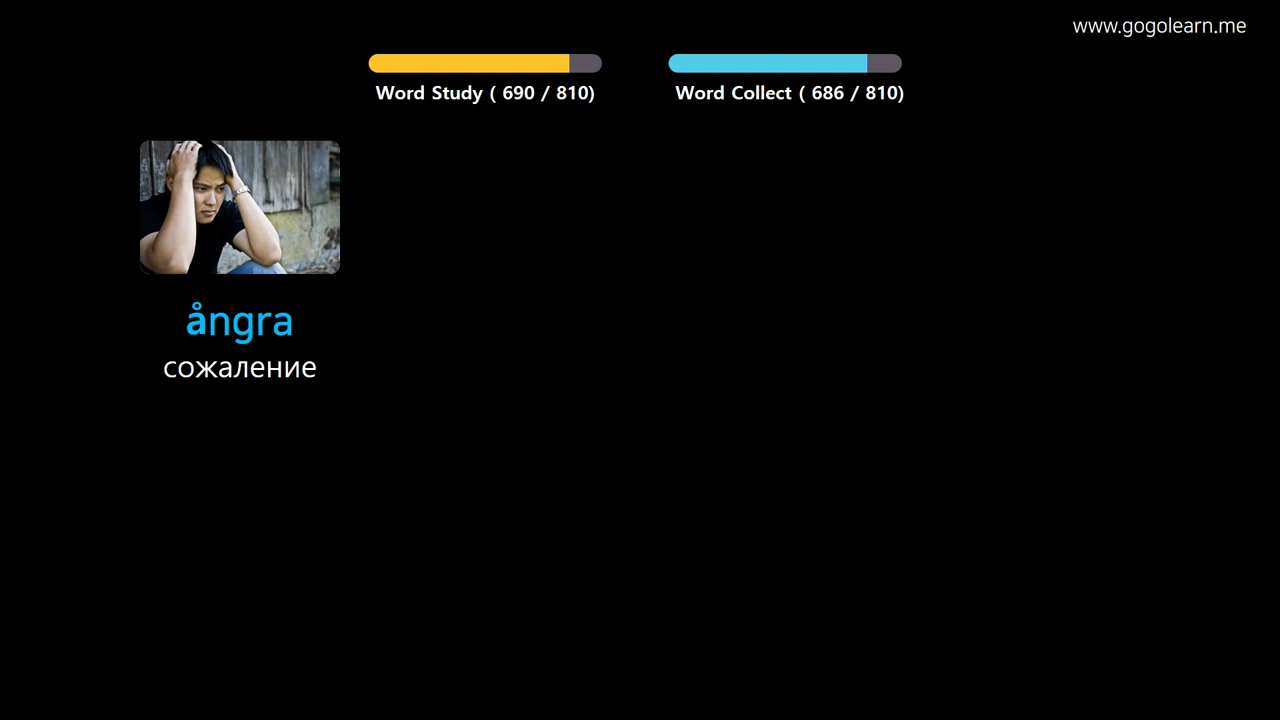 www.gogolearn.me
Word Study ( 690 / 810)
Word Collect ( 686 / 810)
ångra
сожаление